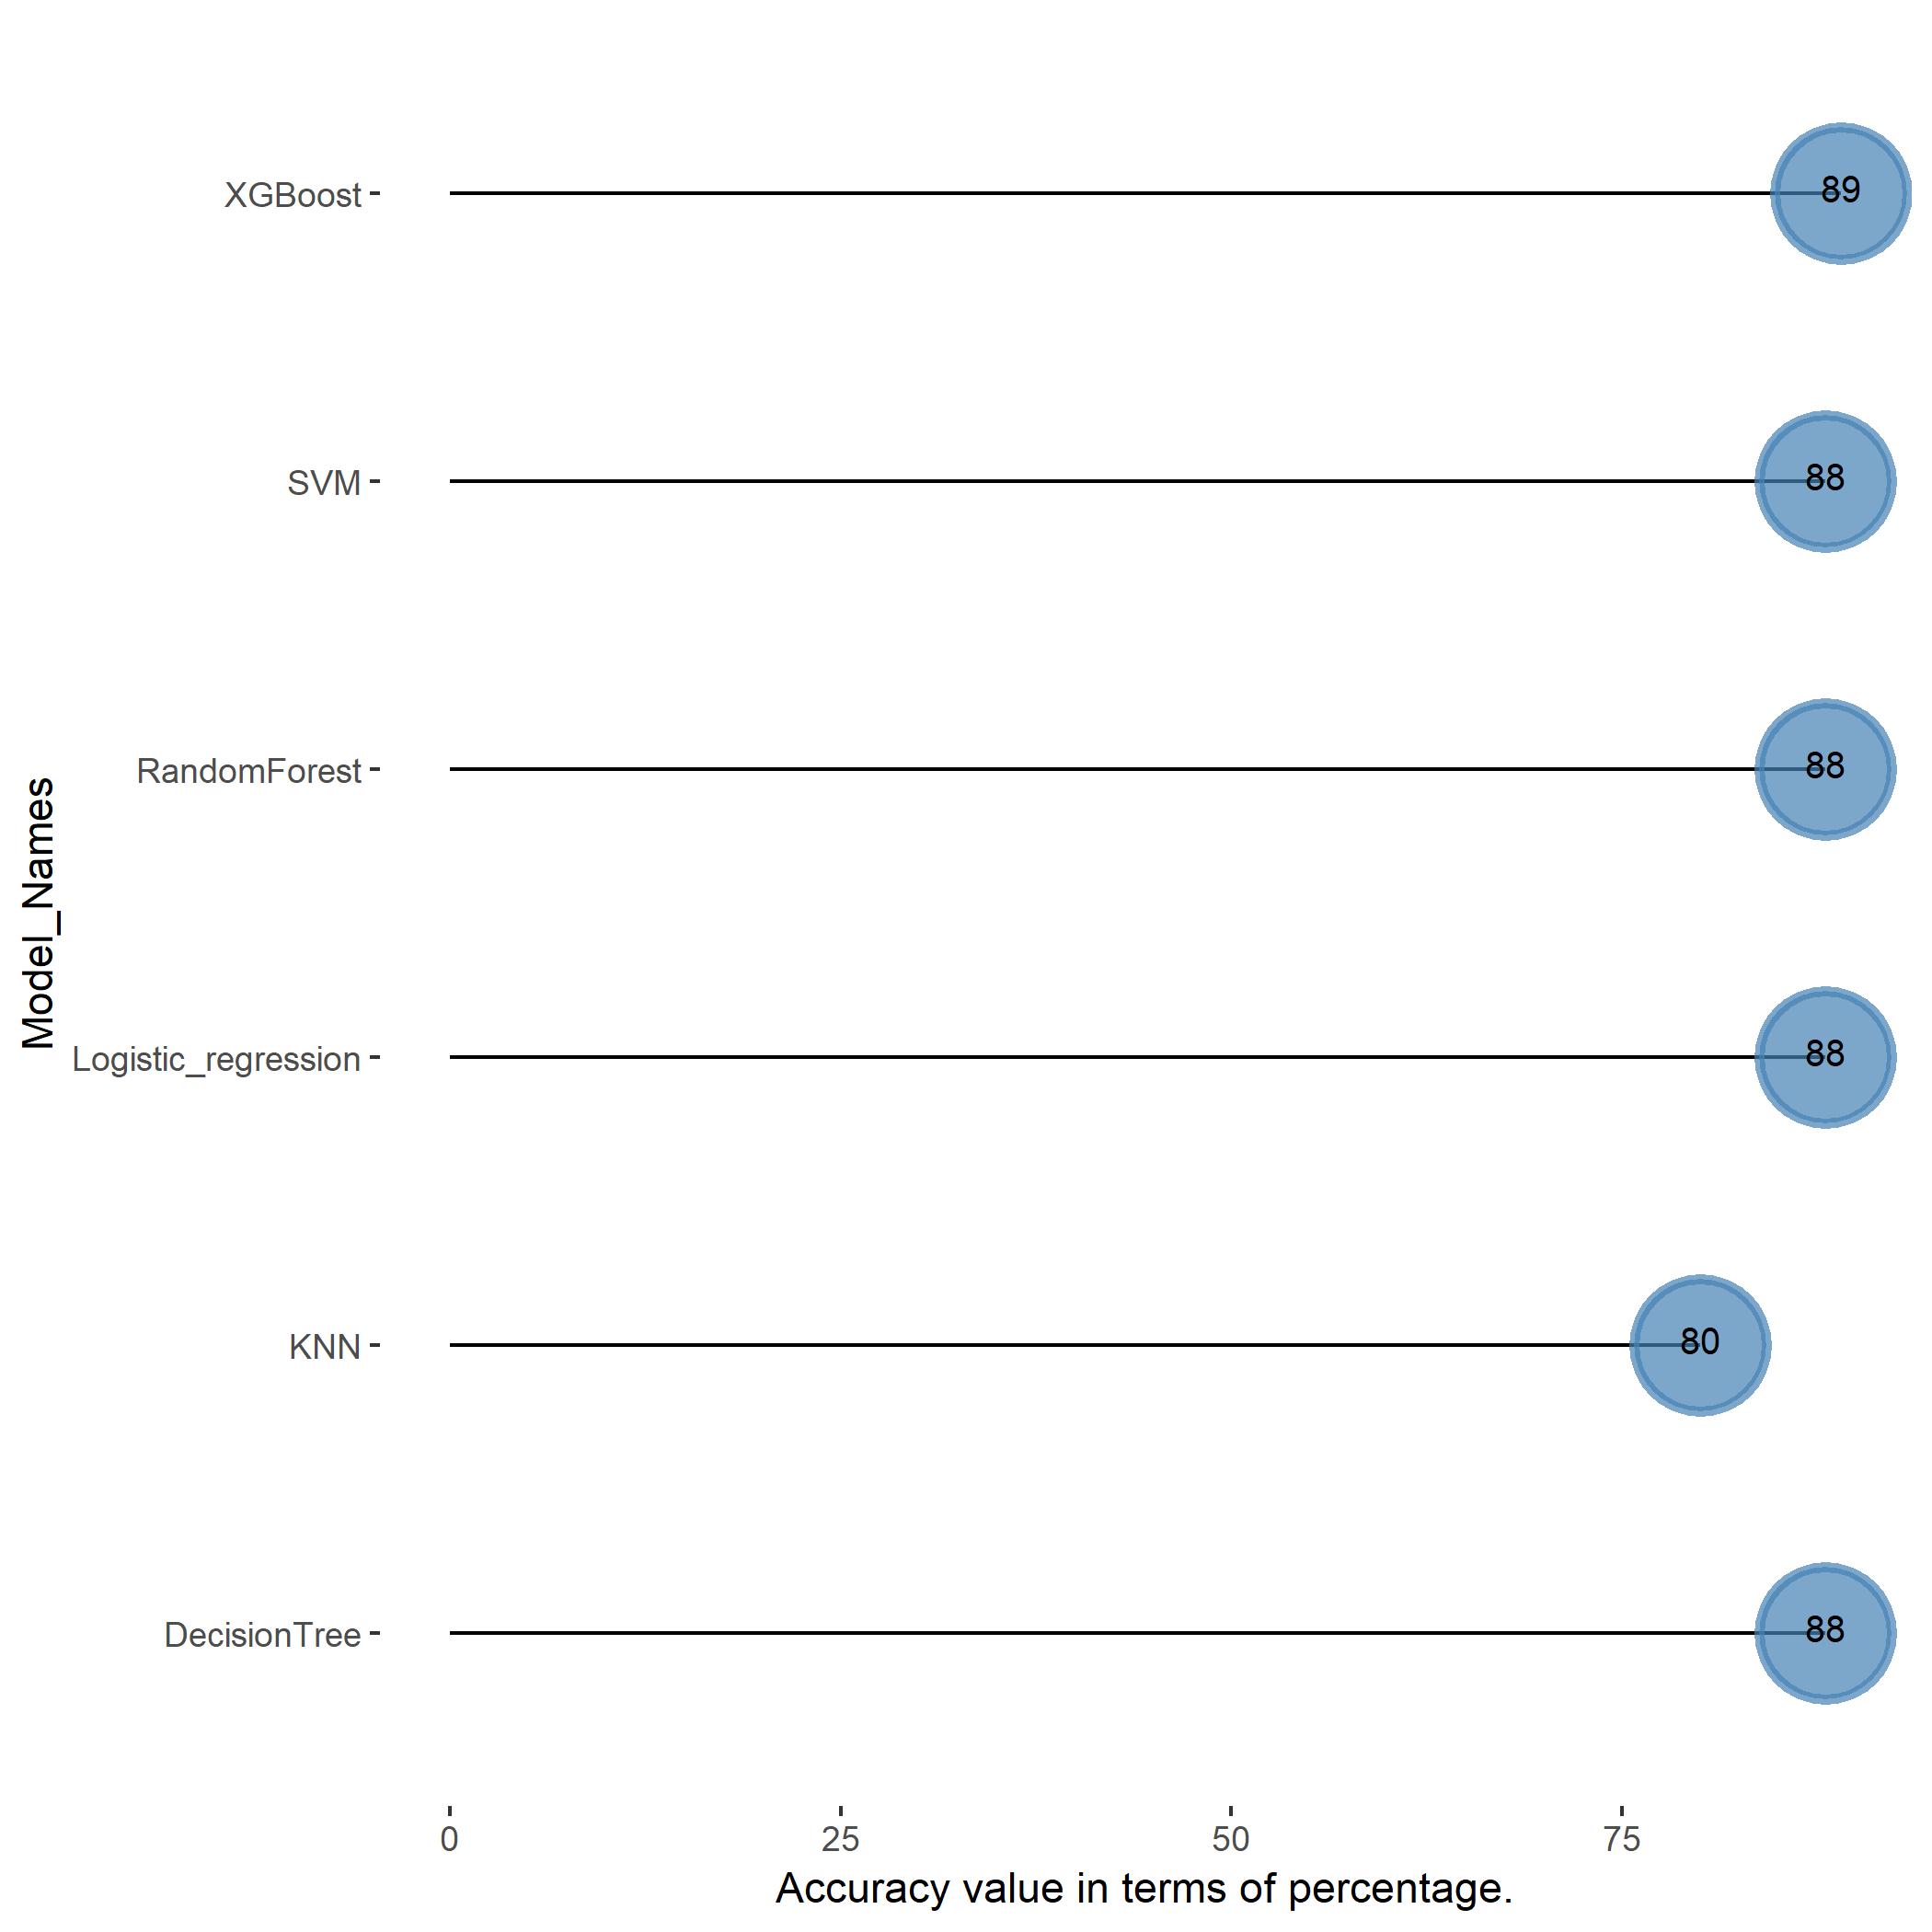 XGBoost
89
SVM
88
RandomForest
88
Model_Names
Logistic_regression
88
KNN
80
DecisionTree
88
0 25 50 75
Accuracy value in terms of percentage.